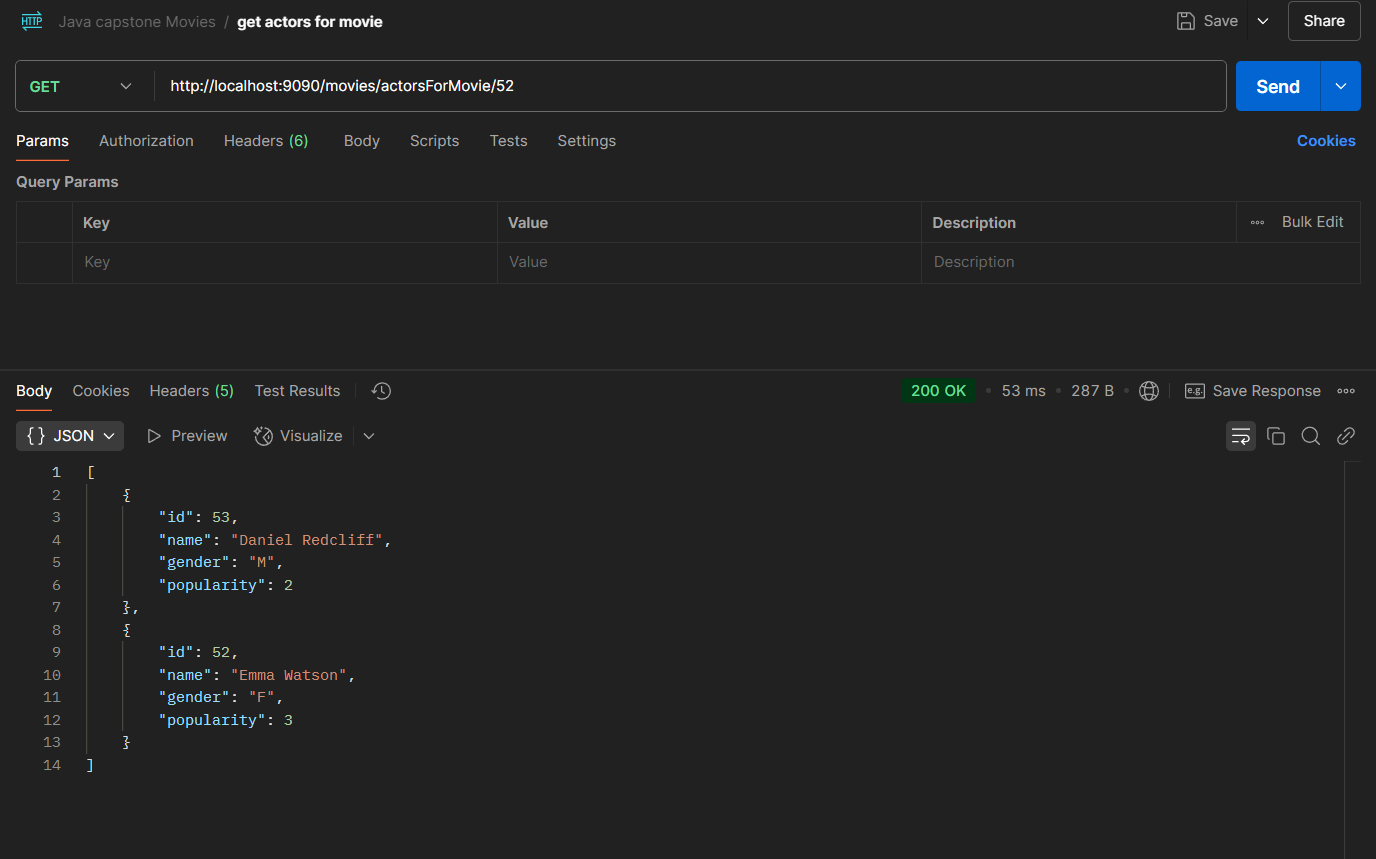 HTTP Java capstone Movies / get actors for movie Save Share
GET http://localhost:9090/movies/actorsForMovie/52 Send
Params Authorization Headers (6) Body Scripts Tests Settings Cookies
Query Params
Key Value Description Bulk Edit
Key Value Description
Body Cookies Headers (5) Test Results 200 OK 53 ms 287 B e.g. Save Response
{} JSON Preview Visualize
1 [
2 {
3 "id": 53,
4 "name": "Daniel Redcliff",
5 "gender": "M",
6 "popularity": 2
7 },
8 {
9 "id": 52,
10 "name": "Emma Watson",
11 "gender": "F",
12 "popularity": 3
13 }
14 ]